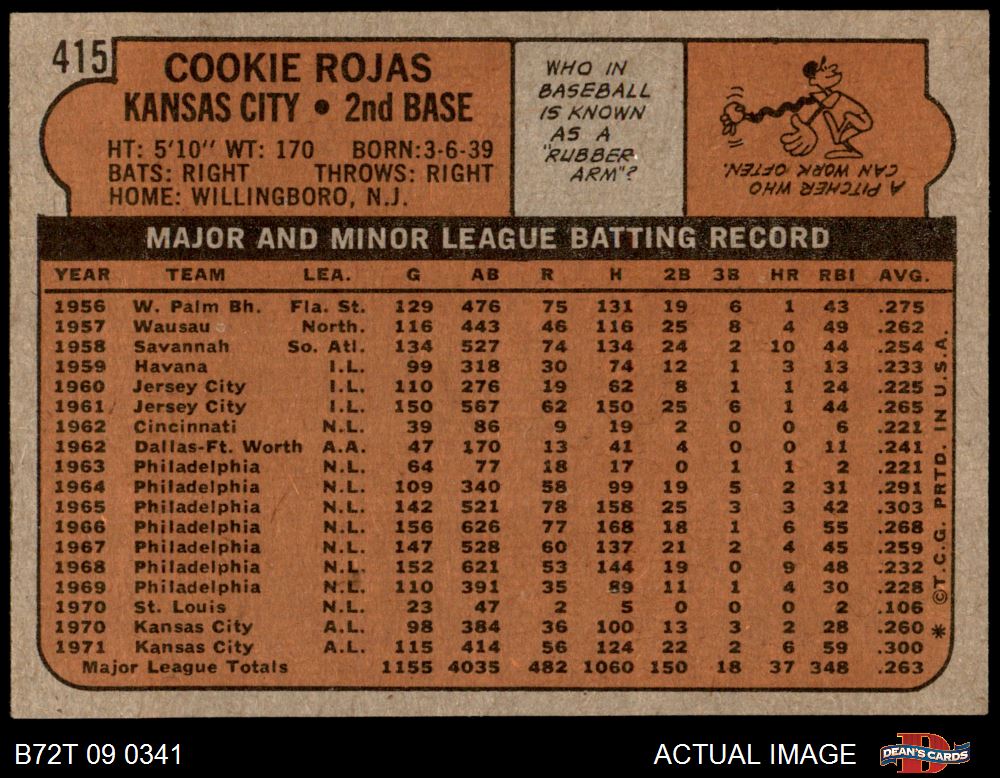 415
COOKIE ROJAS
KANSAS CITY • 2nd BASE
HT: 5'10" WT: 170 BORN:3-6-39
BATS: RIGHT THROWS: RIGHT
HOME: WILLINGBORO, N.J.
WHO IN
BASEBALL
IS KNOWN
AS A
"RUBBER
ARM"?
A PITCHER WHO
CAN WORK OFTEN.
MAJOR AND MINOR LEAGUE BATTING RECORD
YEAR TEAM LEA. G AB R H 2B 3B HR RBI AVG.
1956 W. Palm Bh. Fla. St. 129 476 75 131 19 6 1 43 .275
1957 Wausau North. 116 443 46 116 25 8 4 49 .262
1958 Savannah So. Atl. 134 527 74 134 24 2 10 44 .254
1959 Havana I.L. 99 318 30 74 12 1 3 13 .233
1960 Jersey City I.L. 110 276 19 62 8 1 1 24 .225
1961 Jersey City I.L. 150 567 62 150 25 6 1 44 .265
1962 Cincinnati N.L. 39 86 9 19 2 0 0 6 .221
1962 Dallas-Ft. Worth A.A. 47 170 13 41 4 0 0 11 .241
1963 Philadelphia N.L. 64 77 18 17 0 1 1 2 .221
1964 Philadelphia N.L. 109 340 58 99 19 5 2 31 .291
1965 Philadelphia N.L. 142 521 78 158 25 3 3 42 .303
1966 Philadelphia N.L. 156 626 77 168 18 1 6 55 .268
1967 Philadelphia N.L. 147 528 60 137 21 2 4 45 .259
1968 Philadelphia N.L. 152 621 53 144 19 0 9 48 .232
1969 Philadelphia N.L. 110 391 35 89 11 1 4 30 .228
1970 St. Louis N.L. 23 47 2 5 0 0 0 2 .106
1970 Kansas City A.L. 98 384 36 100 13 3 2 28 .260
1971 Kansas City A.L. 115 414 56 124 22 2 6 59 .300
Major League Totals 1155 4035 482 1060 150 18 37 348 .263
* ©T.C.G. PRTD. IN U.S.A.
B72T 09 0341
ACTUAL IMAGE
D
DEAN'S CARDS